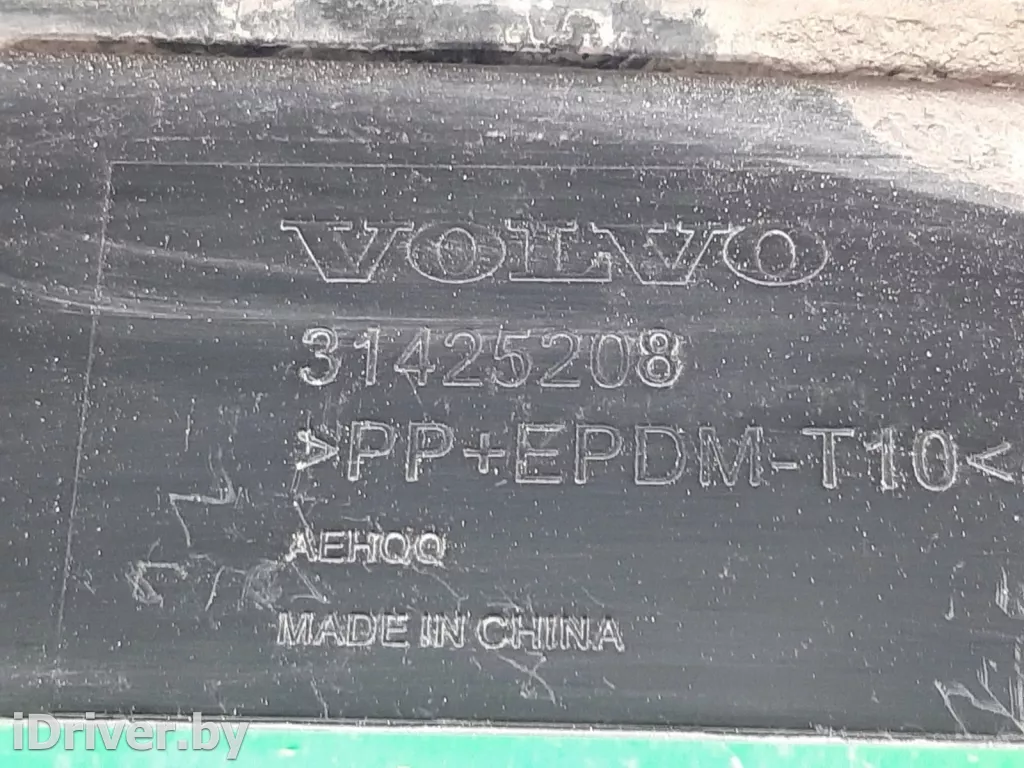 VOLVO
31425208
>PP+EPDM-T10<
AEHQQ
MADE IN CHINA
iDriver.by